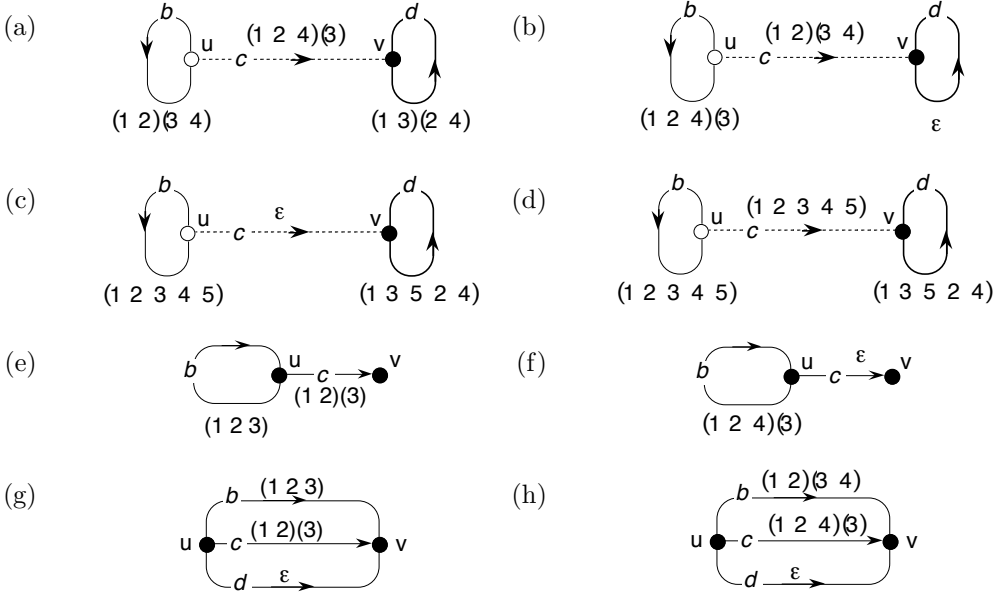 (a) b u (1 2 4)(3) c v d (1 2)(3 4) (1 3)(2 4)
(b) b u (1 2)(3 4) c v d (1 2 4)(3) ε
(c) b u ε c v d (1 2 3 4 5) (1 3 5 2 4)
(d) b u (1 2 3 4 5) c v d (1 2 3 4 5) (1 3 5 2 4)
(e) b u c v (1 2)(3) (1 2 3)
(f) b u ε c v (1 2 4)(3)
(g) b (1 2 3) u c (1 2)(3) v d ε
(h) b (1 2)(3 4) u c (1 2 4)(3) v d ε